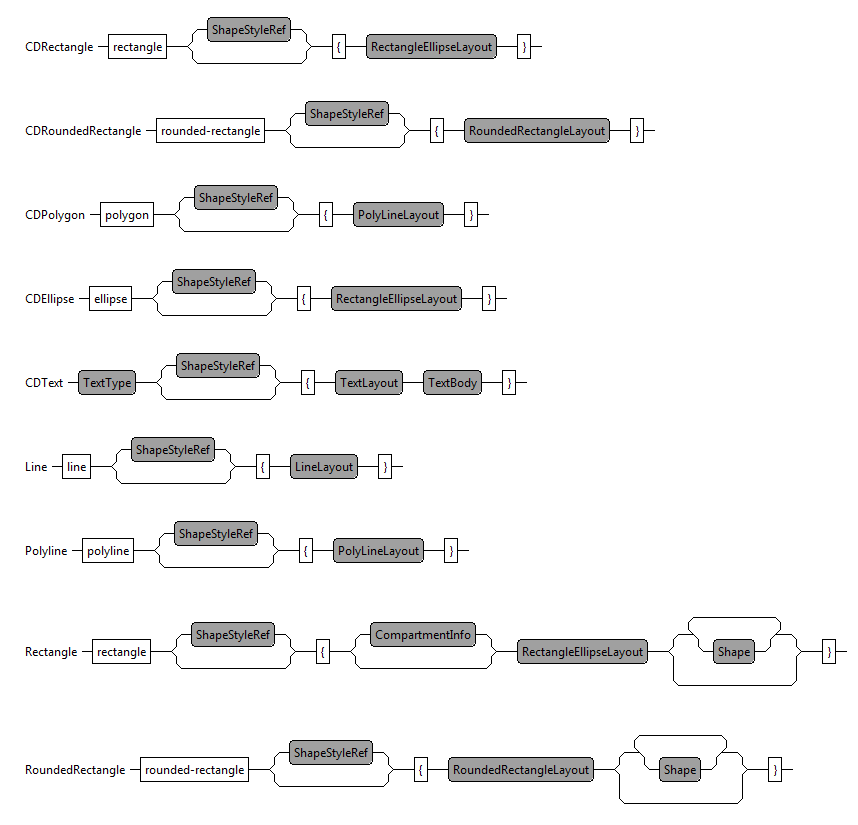 ShapeStyleRef
CDRectangle rectangle { RectangleEllipseLayout }
ShapeStyleRef
CDRoundedRectangle rounded-rectangle { RoundedRectangleLayout }
ShapeStyleRef
CDPolygon polygon { PolyLineLayout }
ShapeStyleRef
CDEllipse ellipse { RectangleEllipseLayout }
ShapeStyleRef
CDText TextType { TextLayout TextBody }
ShapeStyleRef
Line line { LineLayout }
ShapeStyleRef
Polyline polyline { PolyLineLayout }
ShapeStyleRef CompartmentInfo
Rectangle rectangle { RectangleEllipseLayout Shape }
ShapeStyleRef
RoundedRectangle rounded-rectangle { RoundedRectangleLayout Shape }